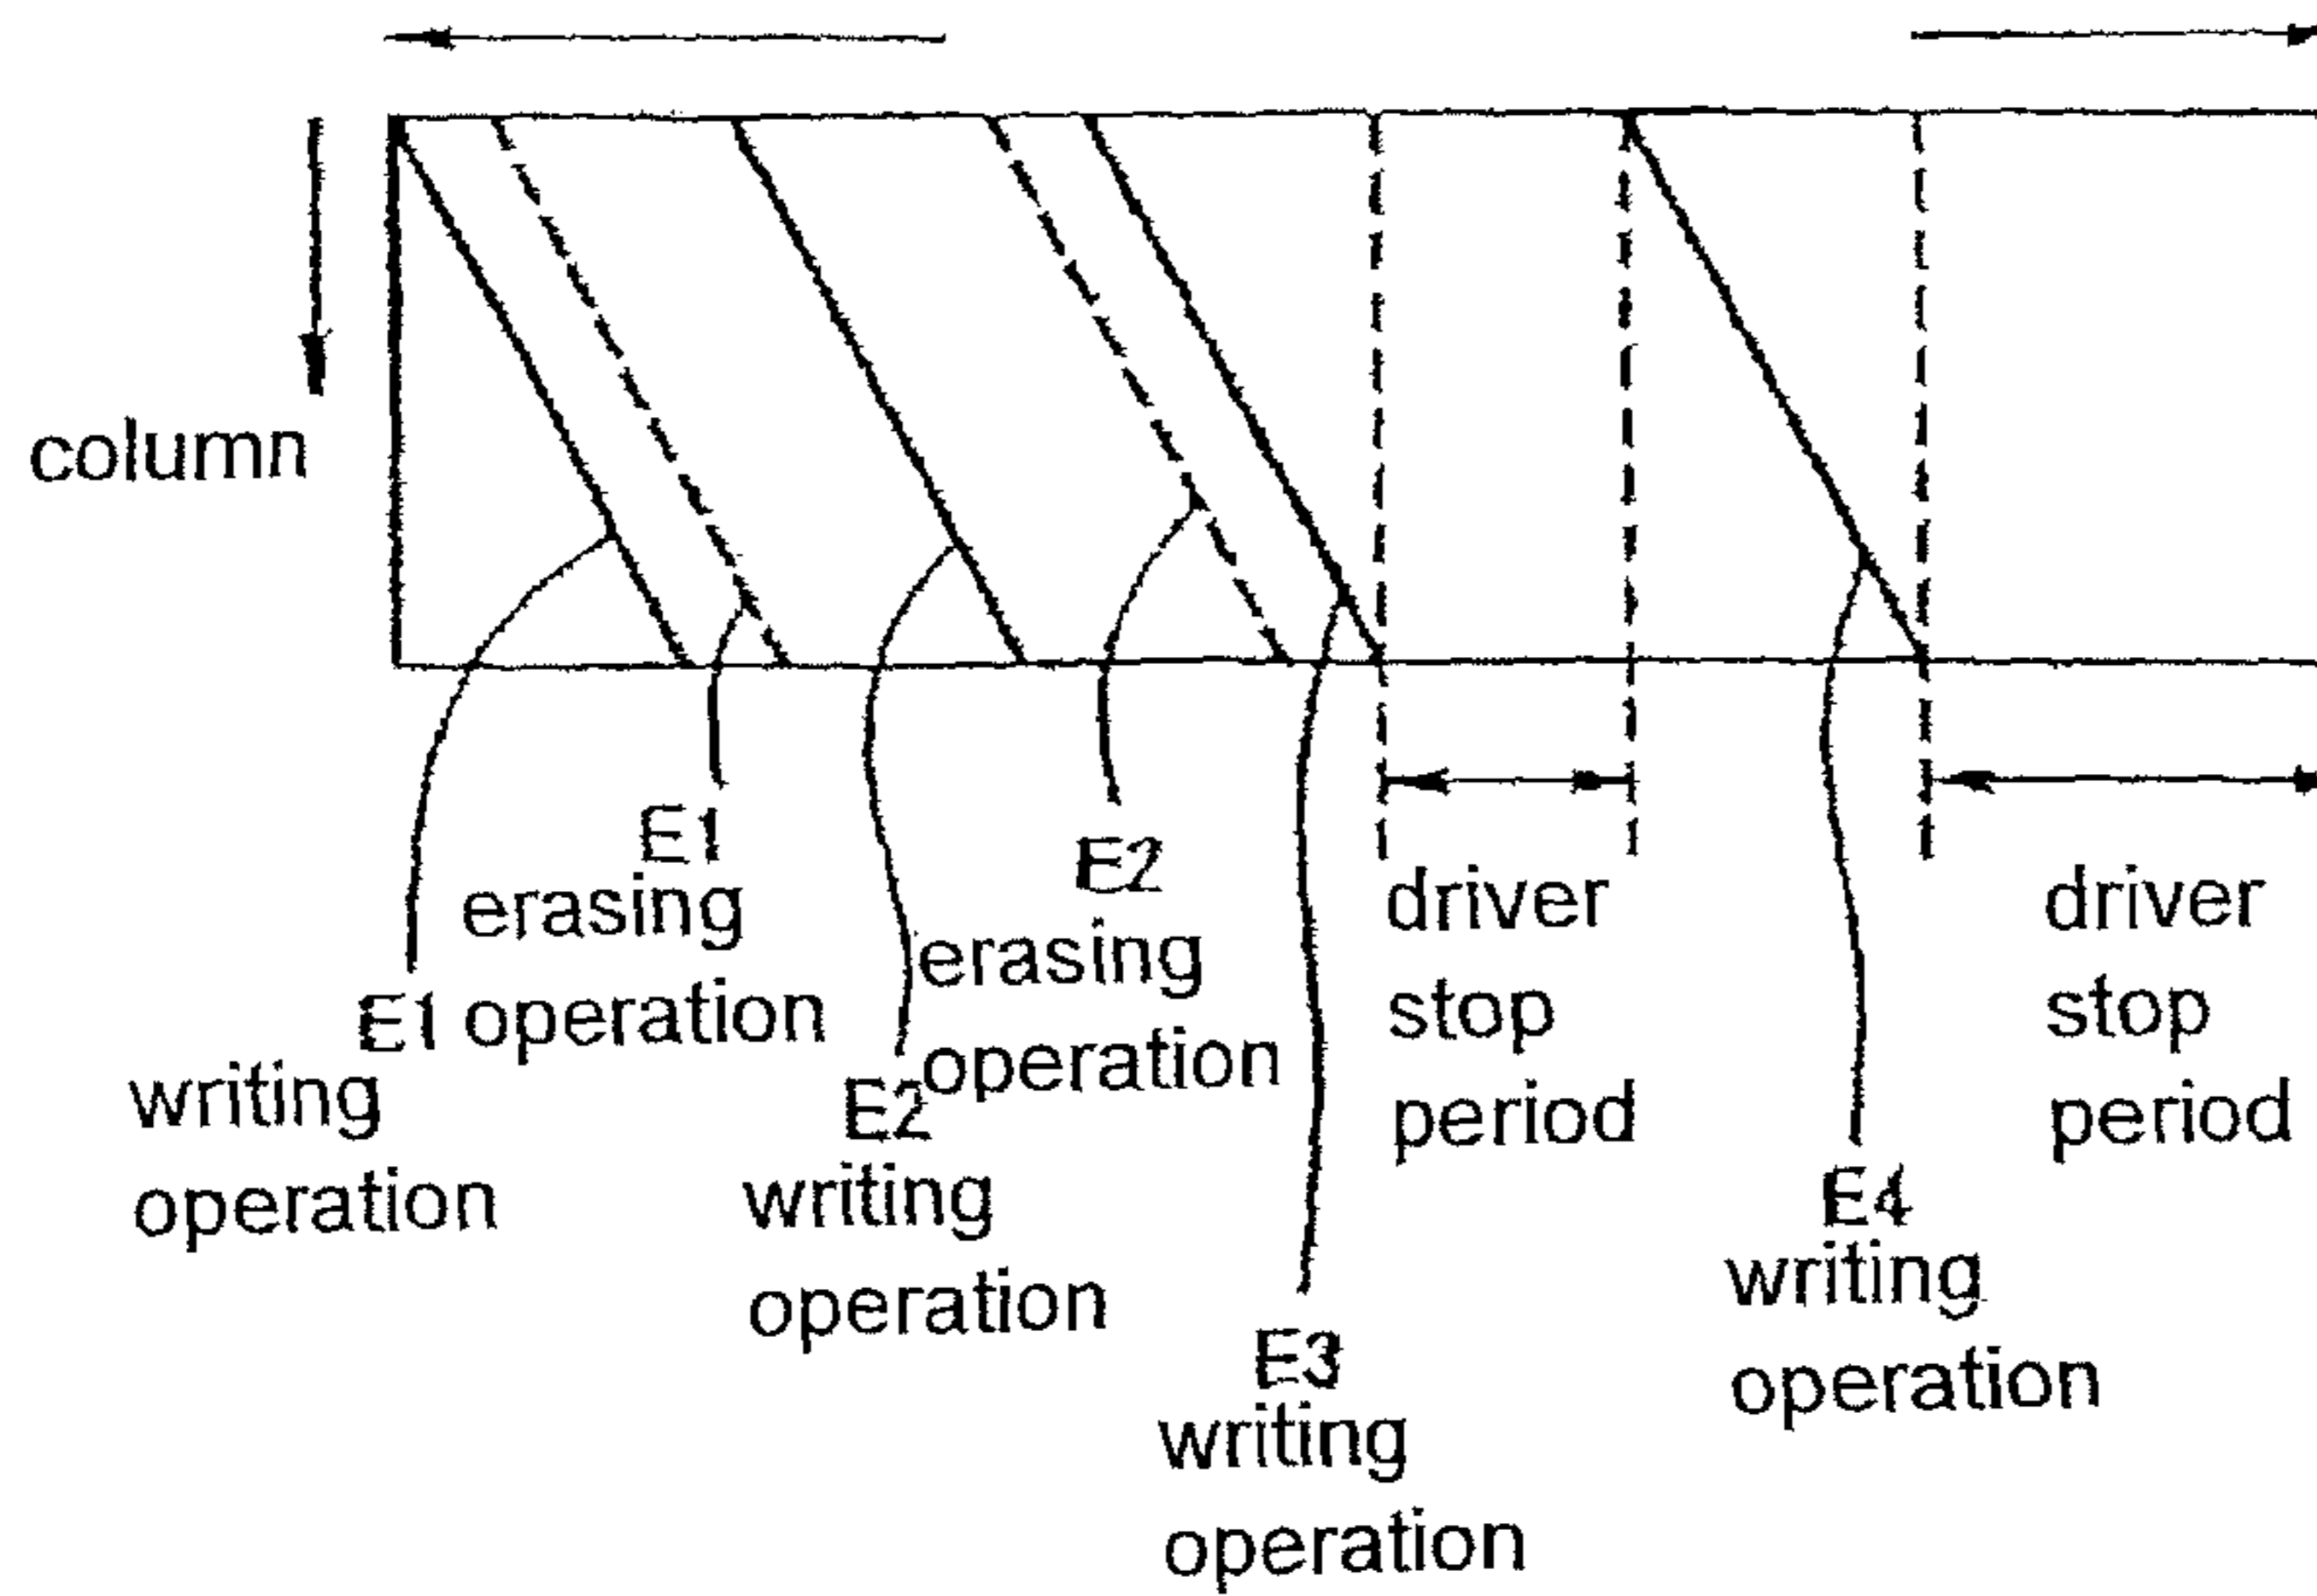 column
E1
erasing
operation
E1
writing
operation
E2
erasing
operation
E2
writing
operation
E3
writing
operation
driver
stop
period
E4
writing
operation
driver
stop
period